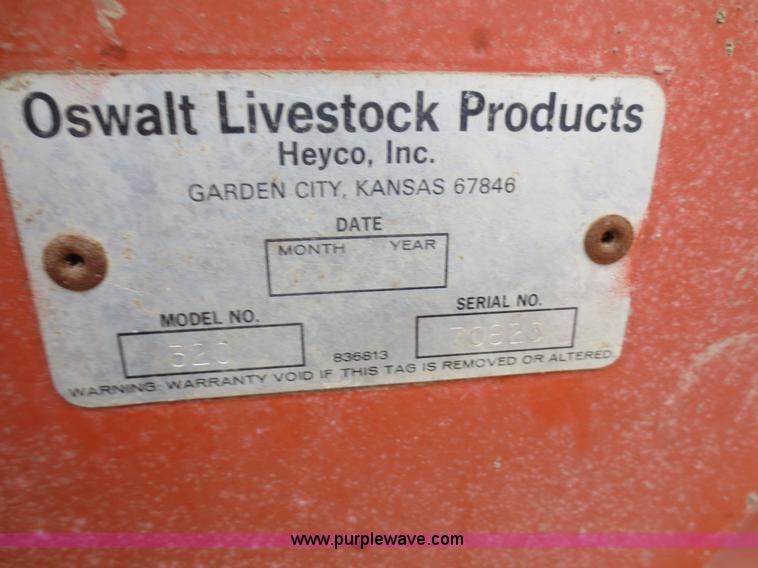 Oswalt Livestock Products
Heyco, Inc.
GARDEN CITY, KANSAS 67846
DATE
MONTH YEAR
MODEL NO.
SERIAL NO.
320
836813
WARNING: WARRANTY VOID IF THIS TAG IS REMOVED OR ALTERED
www.purplewave.com